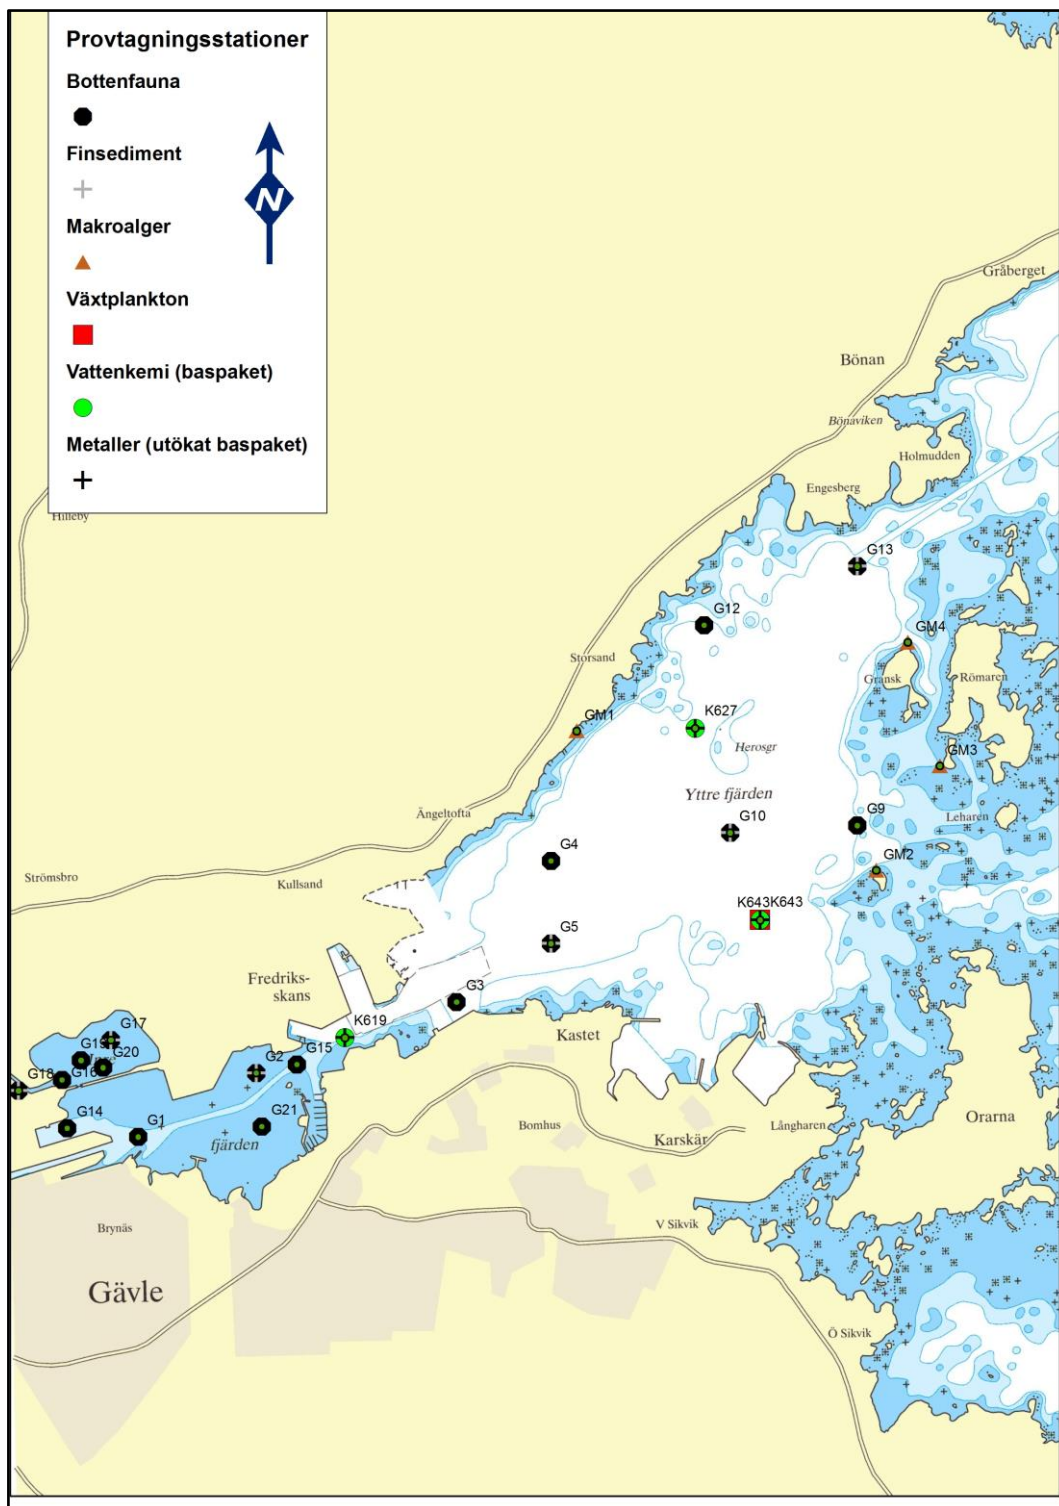 Provtagningsstationer
Bottenfauna
Finsediment
Makroalger
Växtplankton
Vattenkemi (baspaket)
Metaller (utökat baspaket)
N
Hilleby
Gråberget
Bönan
Bönaviken
Holmudden
Engesberg
G13
G12
GM4
Storsand
Gransk
Römaren
K627
GM1
Herosgr
GM3
Yttre fjärden
G10
G9
Leharen
Ängeltofta
G4
GM2
Strömsbro
Kullsand
K643K643
G5
Fredriks-
skans
G3
K619
Kastet
G17
G19
G20
G2
G15
G18
G16
G14
G1
G21
fjärden
Bomhus
Karskär
Långharen
Orarna
Brynäs
V Sikvik
Gävle
Ö Sikvik